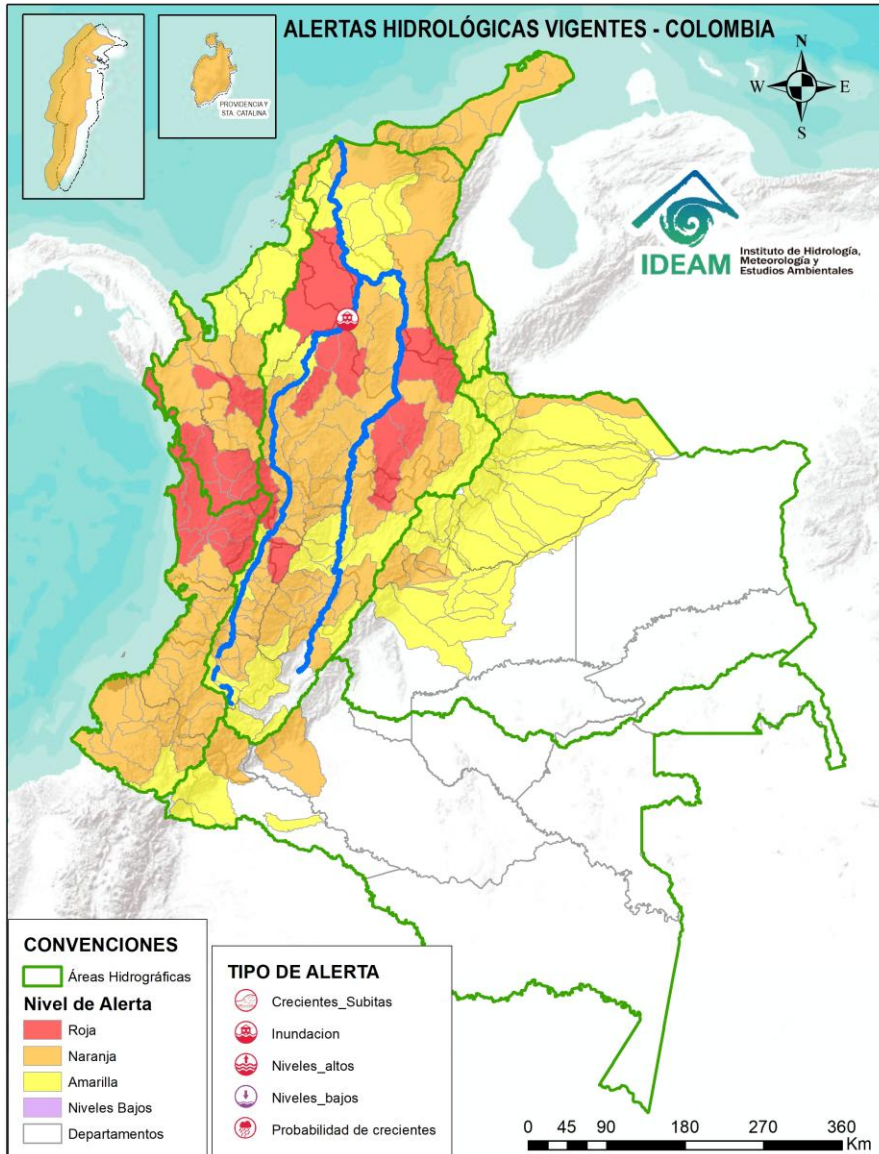 ALERTAS HIDROLÓGICAS VIGENTES - COLOMBIA
PROVIDENCIA Y
STA. CATALINA
N
W
E
S
IDEAM
Instituto de Hidrología,
Meteorología y
Estudios Ambientales
CONVENCIONES
Áreas Hidrográficas
Nivel de Alerta
Roja
Naranja
Amarilla
Niveles Bajos
Departamentos
TIPO DE ALERTA
Crecientes_Subitas
Inundacion
Niveles_altos
Niveles_bajos
Probabilidad de crecientes
0 45 90 180 270 360
Km